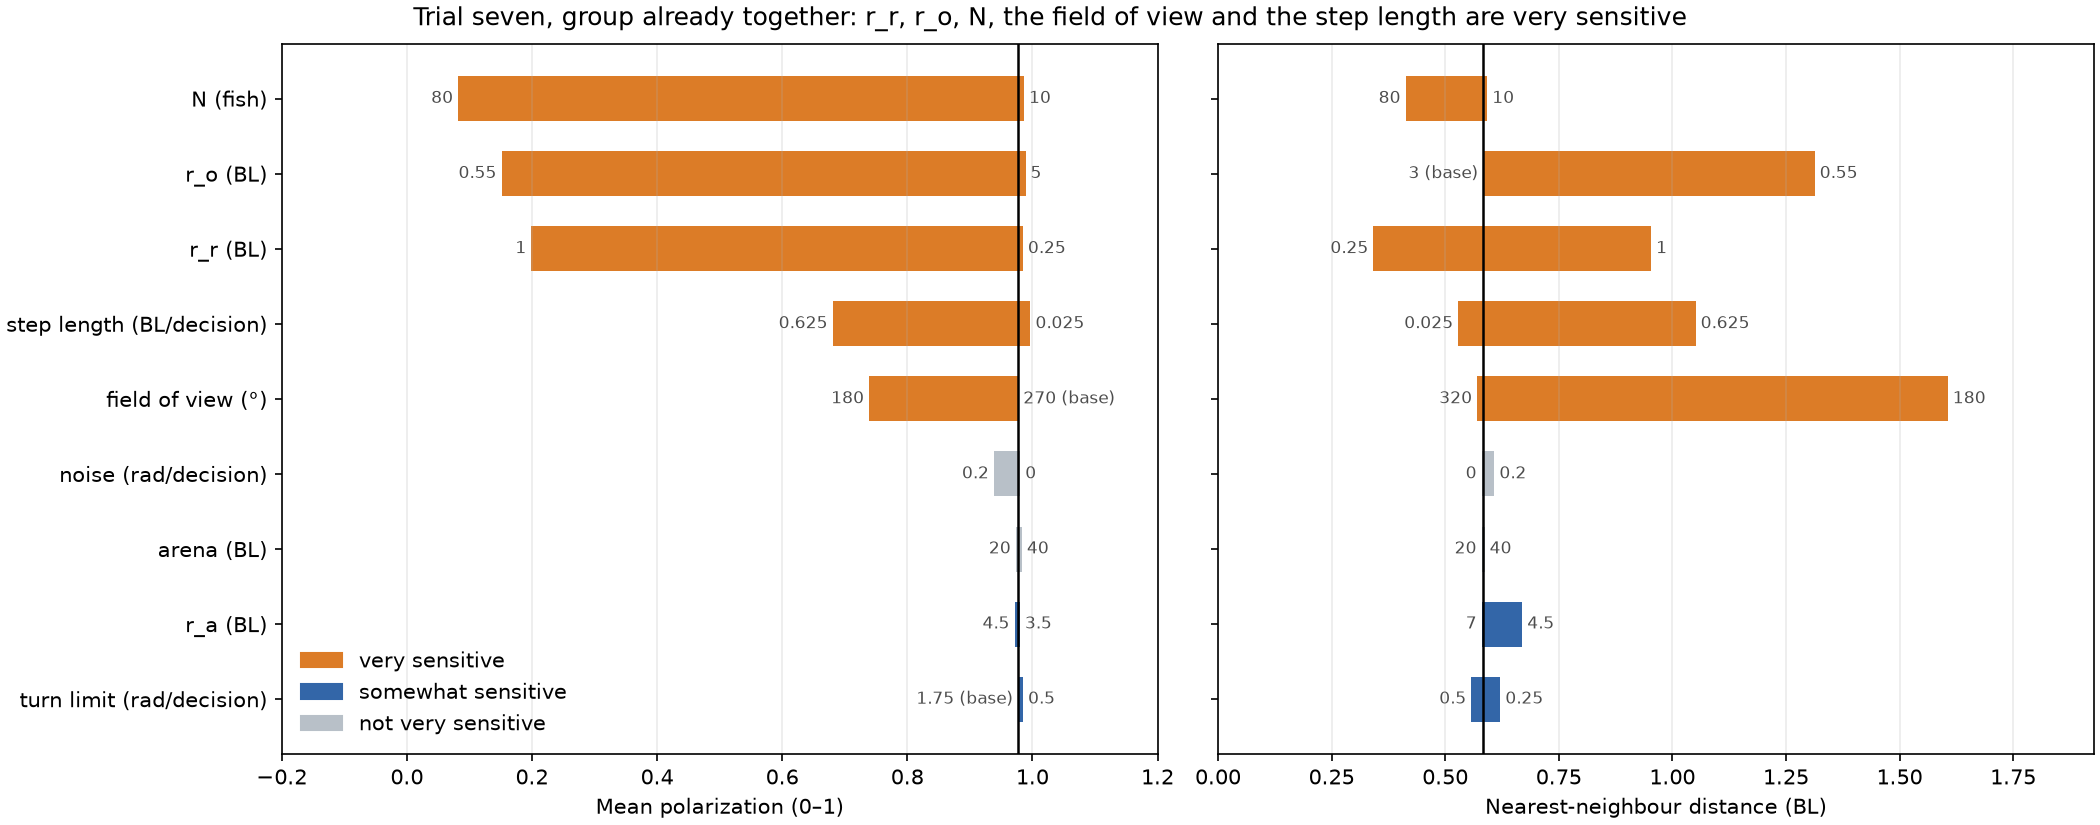 Trial seven, group already together: r_r, r_o, N, the field of view and the step length are very sensitive
N (fish)
80
10
80
10
r_o (BL)
0.55
5
3 (base)
0.55
r_r (BL)
1
0.25
0.25
1
step length (BL/decision)
0.625
0.025
0.025
0.625
field of view (°)
180
270 (base)
320
180
noise (rad/decision)
0.2
0
0
0.2
arena (BL)
20
40
20
40
r_a (BL)
4.5
3.5
7
4.5
turn limit (rad/decision)
1.75 (base)
0.5
0.5
0.25
very sensitive
somewhat sensitive
not very sensitive
−0.2 0.0 0.2 0.4 0.6 0.8 1.0 1.2
Mean polarization (0–1)
0.00 0.25 0.50 0.75 1.00 1.25 1.50 1.75
Nearest-neighbour distance (BL)